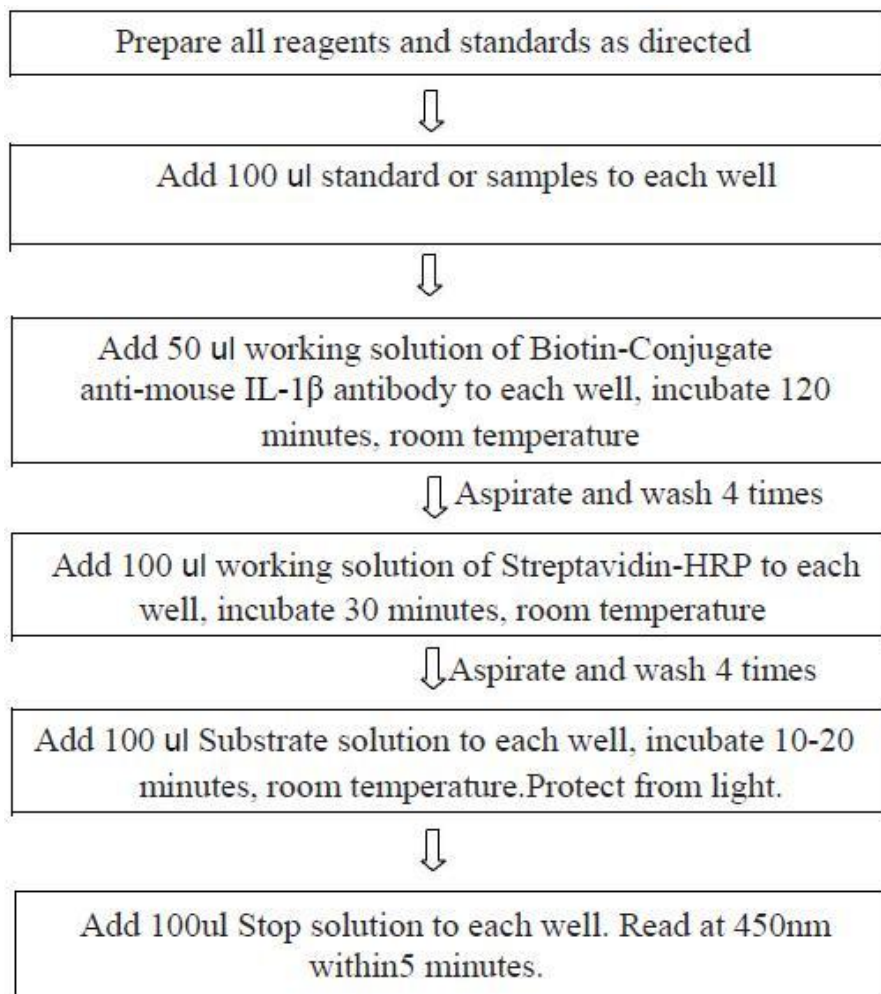 Prepare all reagents and standards as directed
Add 100 ul standard or samples to each well
Add 50 ul working solution of Biotin-Conjugate
anti-mouse IL-1β antibody to each well, incubate 120
minutes, room temperature
Aspirate and wash 4 times
Add 100 ul working solution of Streptavidin-HRP to each
well, incubate 30 minutes, room temperature
Aspirate and wash 4 times
Add 100 ul Substrate solution to each well, incubate 10-20
minutes, room temperature.Protect from light.
Add 100ul Stop solution to each well. Read at 450nm
within5 minutes.